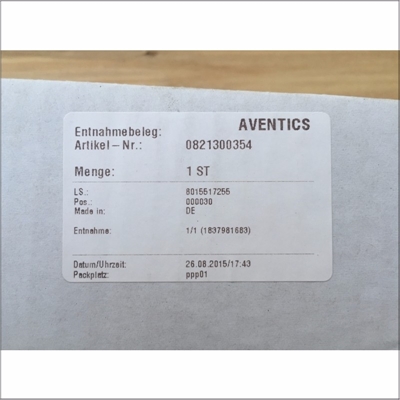 AVENTICS
Entnahmebeleg:
Artikel – Nr.: 0821300354
Menge: 1 ST
LS.: 8015517255
Pos.: 000030
Made in: DE
Entnahme: 1/1 (1837981683)
Datum/Uhrzeit: 26.08.2015/17:43
Packplatz: ppp01